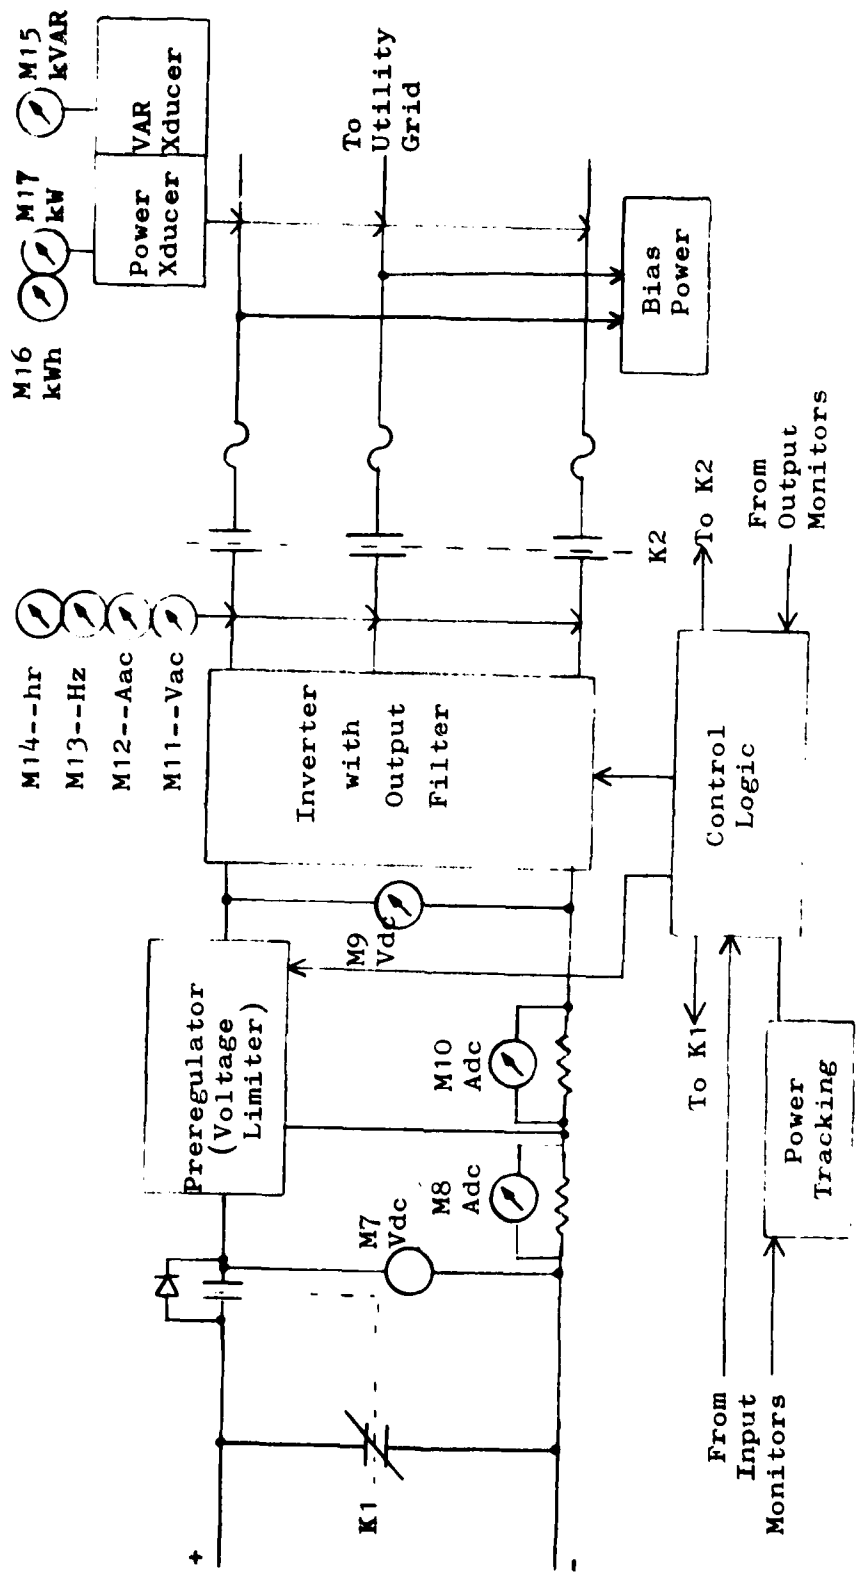 M14--hr
M13--Hz
M12--Aac
M11--Vac
M16
kWh
M17
kW
M15
kVAR
Power
Xducer
VAR
Xducer
Preregulator
(Voltage
Limiter)
Inverter
with
Output
Filter
To
Utility
Grid
+
-
K1
M7
Vdc
M8
Adc
M10
Adc
M9
Vdc
K2
Bias
Power
To K1
To K2
Control
Logic
From
Output
Monitors
From
Input
Monitors
Power
Tracking